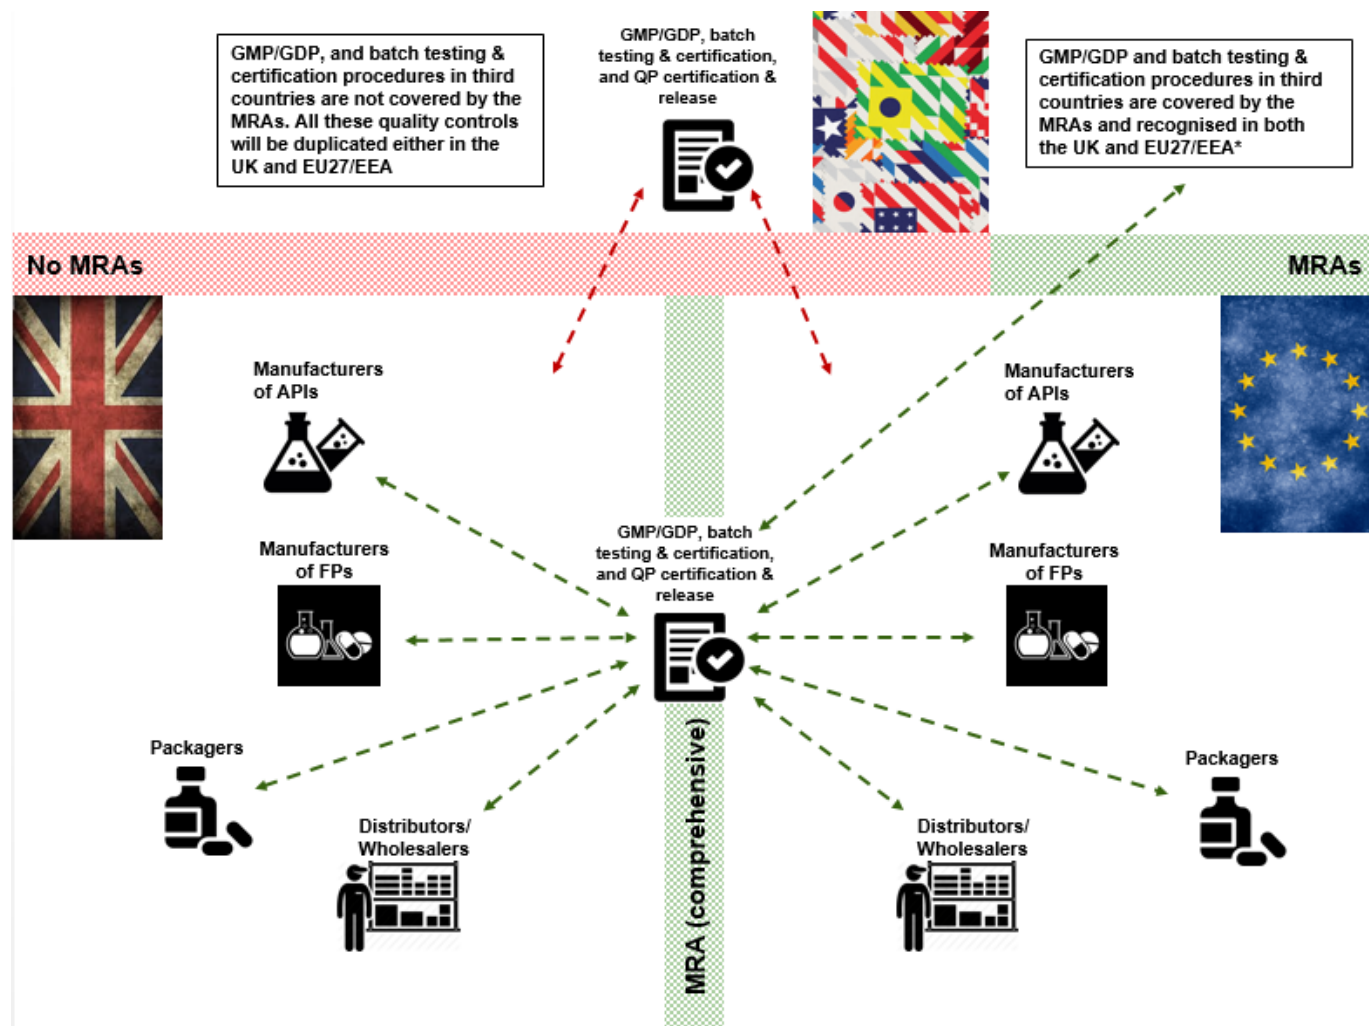 GMP/GDP, and batch testing &
certification procedures in third
countries are not covered by the
MRAs. All these quality controls
will be duplicated either in the
UK and EU27/EEA
GMP/GDP, batch
testing & certification,
and QP certification &
release
GMP/GDP and batch testing &
certification procedures in third
countries are covered by the
MRAs and recognised in both
the UK and EU27/EEA*
No MRAs
MRAs
Manufacturers
of APIs
Manufacturers
of APIs
GMP/GDP, batch
testing & certification,
and QP certification &
release
Manufacturers
of FPs
Manufacturers
of FPs
Packagers
Packagers
Distributors/
Wholesalers
Distributors/
Wholesalers
MRA (comprehensive)